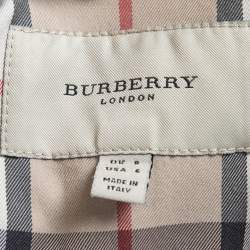 BURBERRY
LONDON
UK 8
USA 6
MADE IN
ITALY